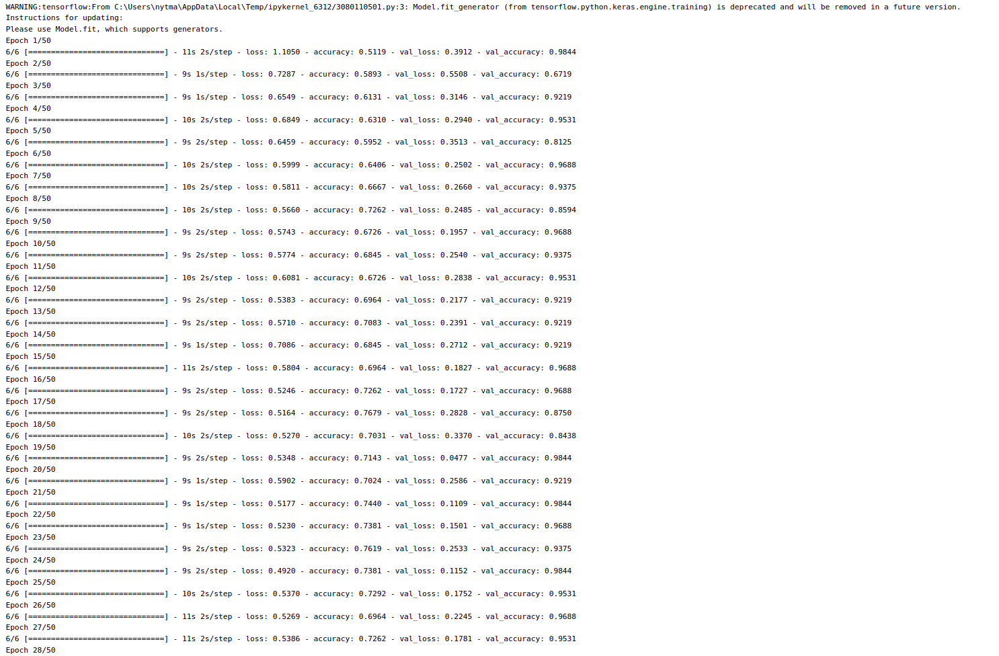 WARNING:tensorflow:From C:\Users\nytma\AppData\Local\Temp/ipykernel_6312/3080110501.py:3: Model.fit_generator (from tensorflow.python.keras.engine.training) is deprecated and will be removed in a future version.
Instructions for updating:
Please use Model.fit, which supports generators.
Epoch 1/50
6/6 [==============================] - 11s 2s/step - loss: 1.1050 - accuracy: 0.5119 - val_loss: 0.3912 - val_accuracy: 0.9844
Epoch 2/50
6/6 [==============================] - 9s 1s/step - loss: 0.7287 - accuracy: 0.5893 - val_loss: 0.5508 - val_accuracy: 0.6719
Epoch 3/50
6/6 [==============================] - 9s 1s/step - loss: 0.6549 - accuracy: 0.6131 - val_loss: 0.3146 - val_accuracy: 0.9219
Epoch 4/50
6/6 [==============================] - 10s 2s/step - loss: 0.6849 - accuracy: 0.6310 - val_loss: 0.2940 - val_accuracy: 0.9531
Epoch 5/50
6/6 [==============================] - 9s 2s/step - loss: 0.6459 - accuracy: 0.5952 - val_loss: 0.3513 - val_accuracy: 0.8125
Epoch 6/50
6/6 [==============================] - 10s 2s/step - loss: 0.5999 - accuracy: 0.6406 - val_loss: 0.2502 - val_accuracy: 0.9688
Epoch 7/50
6/6 [==============================] - 10s 2s/step - loss: 0.5811 - accuracy: 0.6667 - val_loss: 0.2660 - val_accuracy: 0.9375
Epoch 8/50
6/6 [==============================] - 10s 2s/step - loss: 0.5660 - accuracy: 0.7262 - val_loss: 0.2485 - val_accuracy: 0.8594
Epoch 9/50
6/6 [==============================] - 9s 2s/step - loss: 0.5743 - accuracy: 0.6726 - val_loss: 0.1957 - val_accuracy: 0.9688
Epoch 10/50
6/6 [==============================] - 9s 2s/step - loss: 0.5774 - accuracy: 0.6845 - val_loss: 0.2540 - val_accuracy: 0.9375
Epoch 11/50
6/6 [==============================] - 10s 2s/step - loss: 0.6081 - accuracy: 0.6726 - val_loss: 0.2838 - val_accuracy: 0.9531
Epoch 12/50
6/6 [==============================] - 9s 2s/step - loss: 0.5383 - accuracy: 0.6964 - val_loss: 0.2177 - val_accuracy: 0.9219
Epoch 13/50
6/6 [==============================] - 9s 2s/step - loss: 0.5710 - accuracy: 0.7083 - val_loss: 0.2391 - val_accuracy: 0.9219
Epoch 14/50
6/6 [==============================] - 9s 1s/step - loss: 0.7086 - accuracy: 0.6845 - val_loss: 0.2712 - val_accuracy: 0.9219
Epoch 15/50
6/6 [==============================] - 11s 2s/step - loss: 0.5804 - accuracy: 0.6964 - val_loss: 0.1827 - val_accuracy: 0.9688
Epoch 16/50
6/6 [==============================] - 9s 2s/step - loss: 0.5246 - accuracy: 0.7262 - val_loss: 0.1727 - val_accuracy: 0.9688
Epoch 17/50
6/6 [==============================] - 9s 2s/step - loss: 0.5164 - accuracy: 0.7679 - val_loss: 0.2828 - val_accuracy: 0.8750
Epoch 18/50
6/6 [==============================] - 10s 2s/step - loss: 0.5270 - accuracy: 0.7031 - val_loss: 0.3370 - val_accuracy: 0.8438
Epoch 19/50
6/6 [==============================] - 9s 2s/step - loss: 0.5348 - accuracy: 0.7143 - val_loss: 0.0477 - val_accuracy: 0.9844
Epoch 20/50
6/6 [==============================] - 9s 1s/step - loss: 0.5902 - accuracy: 0.7024 - val_loss: 0.2586 - val_accuracy: 0.9219
Epoch 21/50
6/6 [==============================] - 9s 1s/step - loss: 0.5177 - accuracy: 0.7440 - val_loss: 0.1109 - val_accuracy: 0.9844
Epoch 22/50
6/6 [==============================] - 9s 1s/step - loss: 0.5230 - accuracy: 0.7381 - val_loss: 0.1501 - val_accuracy: 0.9688
Epoch 23/50
6/6 [==============================] - 9s 2s/step - loss: 0.5323 - accuracy: 0.7619 - val_loss: 0.2533 - val_accuracy: 0.9375
Epoch 24/50
6/6 [==============================] - 9s 2s/step - loss: 0.4920 - accuracy: 0.7381 - val_loss: 0.1152 - val_accuracy: 0.9844
Epoch 25/50
6/6 [==============================] - 10s 2s/step - loss: 0.5370 - accuracy: 0.7292 - val_loss: 0.1752 - val_accuracy: 0.9531
Epoch 26/50
6/6 [==============================] - 11s 2s/step - loss: 0.5269 - accuracy: 0.6964 - val_loss: 0.2245 - val_accuracy: 0.9688
Epoch 27/50
6/6 [==============================] - 11s 2s/step - loss: 0.5386 - accuracy: 0.7262 - val_loss: 0.1781 - val_accuracy: 0.9531
Epoch 28/50